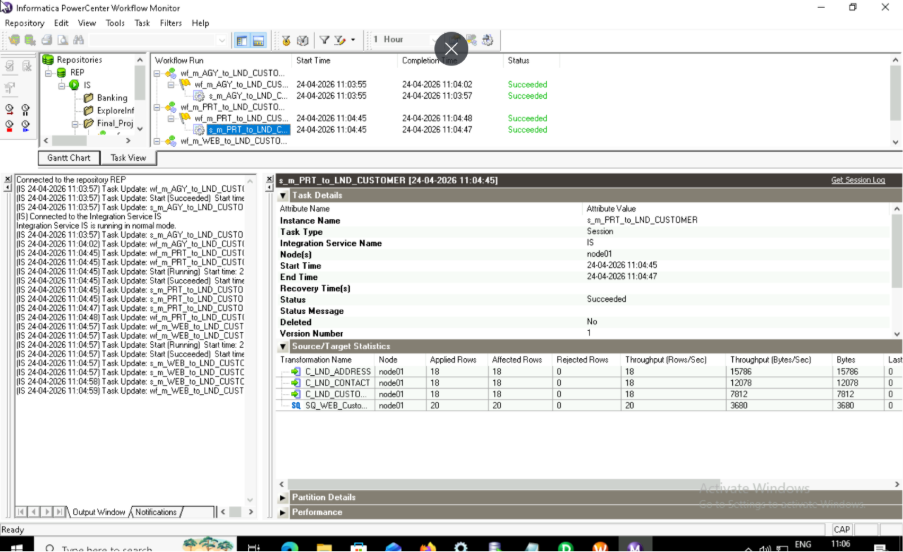 Informatica PowerCenter Workflow Monitor
Repository Edit View Tools Task Filters Help
1 Hour
Repositories
REP
IS
Banking
ExploreInf
Final_Proj
Workflow Run Start Time Completion Time Status
wf_m_AGY_to_LND_CUSTO...
wf_m_AGY_to_LND_CUS... 24-04-2026 11:03:55 24-04-2026 11:04:02 Succeeded
s_m_AGY_to_LND_C... 24-04-2026 11:03:55 24-04-2026 11:03:57 Succeeded
wf_m_PRT_to_LND_CUSTO...
wf_m_PRT_to_LND_CUS... 24-04-2026 11:04:45 24-04-2026 11:04:48 Succeeded
s_m_PRT_to_LND_C... 24-04-2026 11:04:45 24-04-2026 11:04:47 Succeeded
wf_m_WEB_to_LND_CUSTO...
Gantt Chart Task View
Connected to the repository REP
(IS 24-04-2026 11:03:57) Task Update: wf_m_AGY_to_LND_CUST(
(IS 24-04-2026 11:03:57) Task Update: Start (Succeeded) Start time
(IS 24-04-2026 11:03:57) Task Update: s_m_AGY_to_LND_CUSTO
(IS) Connected to the Integration Service IS
Integration Service IS is running in normal mode.
(IS 24-04-2026 11:03:57) Task Update: s_m_AGY_to_LND_CUSTO
(IS 24-04-2026 11:04:02) Task Update: wf_m_AGY_to_LND_CUST(
(IS 24-04-2026 11:04:45) Task Update: wf_m_PRT_to_LND_CUST(
(IS 24-04-2026 11:04:45) Task Update: Start (Running) Start time: 2
(IS 24-04-2026 11:04:45) Task Update: Start (Succeeded) Start time
(IS 24-04-2026 11:04:45) Task Update: s_m_PRT_to_LND_CUSTO
(IS 24-04-2026 11:04:45) Task Update: s_m_PRT_to_LND_CUSTO
(IS 24-04-2026 11:04:47) Task Update: s_m_PRT_to_LND_CUSTO
(IS 24-04-2026 11:04:48) Task Update: wf_m_PRT_to_LND_CUST(
(IS 24-04-2026 11:04:57) Task Update: wf_m_WEB_to_LND_CUST
(IS 24-04-2026 11:04:57) Task Update: wf_m_WEB_to_LND_CUST
(IS 24-04-2026 11:04:57) Task Update: Start (Running) Start time: 2
(IS 24-04-2026 11:04:57) Task Update: Start (Succeeded) Start time
(IS 24-04-2026 11:04:57) Task Update: s_m_WEB_to_LND_CUSTC
(IS 24-04-2026 11:04:57) Task Update: s_m_WEB_to_LND_CUSTC
(IS 24-04-2026 11:04:58) Task Update: s_m_WEB_to_LND_CUSTC
(IS 24-04-2026 11:04:59) Task Update: wf_m_WEB_to_LND_CUST
Output Window Notifications
s_m_PRT_to_LND_CUSTOMER [24-04-2026 11:04:45] Get Session Log
Task Details
Attribute Name Attribute Value
Instance Name s_m_PRT_to_LND_CUSTOMER
Task Type Session
Integration Service Name IS
Node(s) node01
Start Time 24-04-2026 11:04:45
End Time 24-04-2026 11:04:47
Recovery Time(s)
Status Succeeded
Status Message
Deleted No
Version Number 1
Source/Target Statistics
Transformation Name Node Applied Rows Affected Rows Rejected Rows Throughput (Rows/Sec) Throughput (Bytes/Sec) Bytes Last
C_LND_ADDRESS node01 18 18 0 18 15786 15786 0
C_LND_CONTACT node01 18 18 0 18 12078 12078 0
C_LND_CUSTO... node01 18 18 0 18 7812 7812 0
SQ SQ_WEB_Custo... node01 20 20 0 20 3680 3680 0
Activate Windows
Go to Settings to activate Windows.
Partition Details
Performance
Ready CAP
Type here to search ENG 11:06